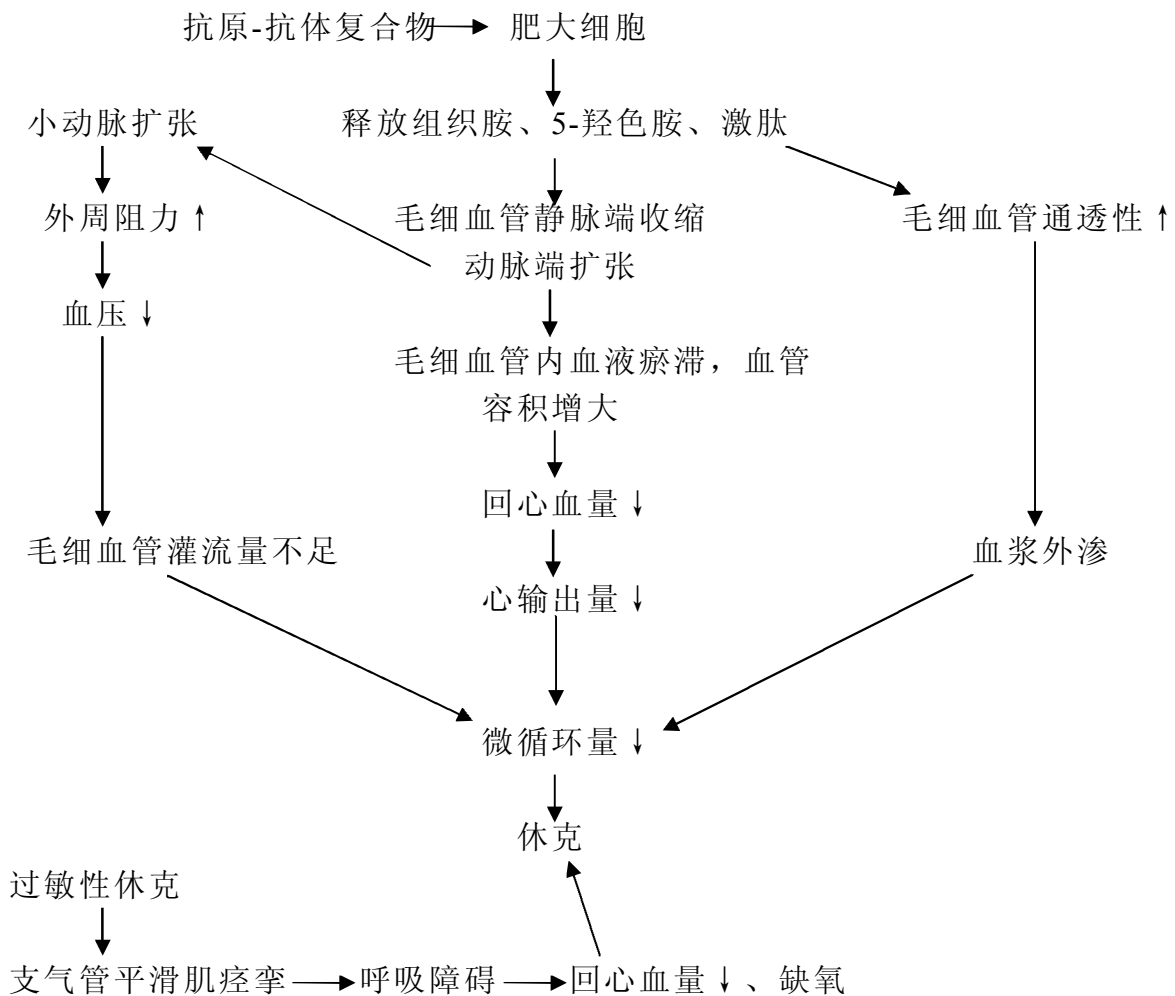 抗原-抗体复合物
肥大细胞
小动脉扩张
释放组织胺、5-羟色胺、激肽
外周阻力↑
毛细血管静脉端收缩
动脉端扩张
毛细血管通透性↑
血压↓
毛细血管内血液瘀滞，血管
容积增大
回心血量↓
毛细血管灌流量不足
血浆外渗
心输出量↓
微循环量↓
休克
过敏性休克
支气管平滑肌痉挛
呼吸障碍
回心血量↓、缺氧